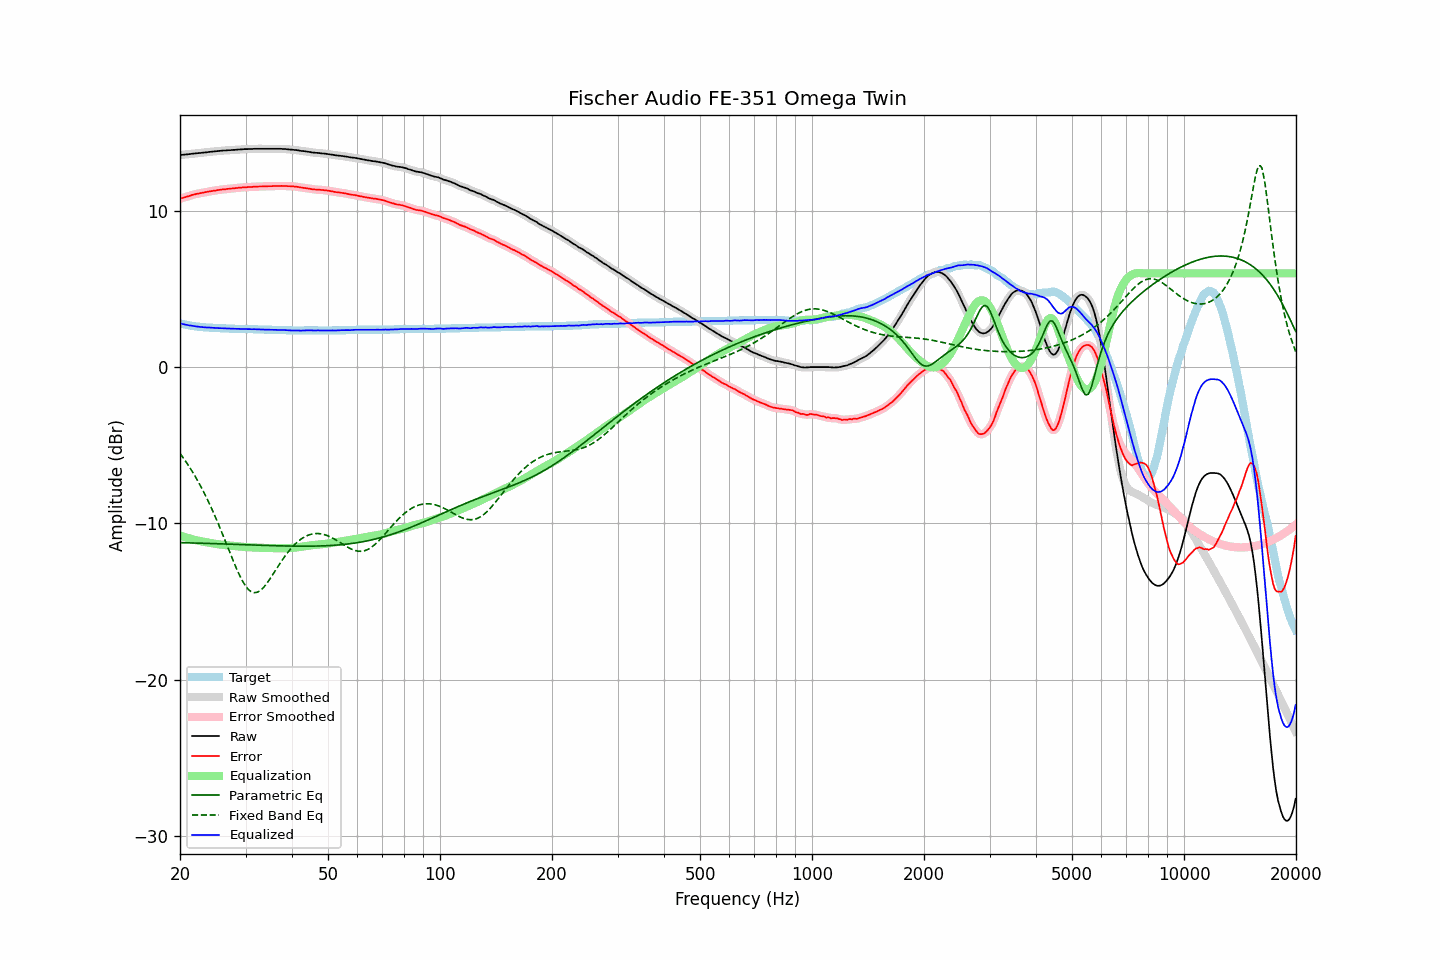 Fischer Audio FE-351 Omega Twin
Amplitude (dBr)
10
0
−10
−20
−30
Target
Raw Smoothed
Error Smoothed
Raw
Error
Equalization
Parametric Eq
Fixed Band Eq
Equalized
20 50 100 200 500 1000 2000 5000 10000 20000
Frequency (Hz)